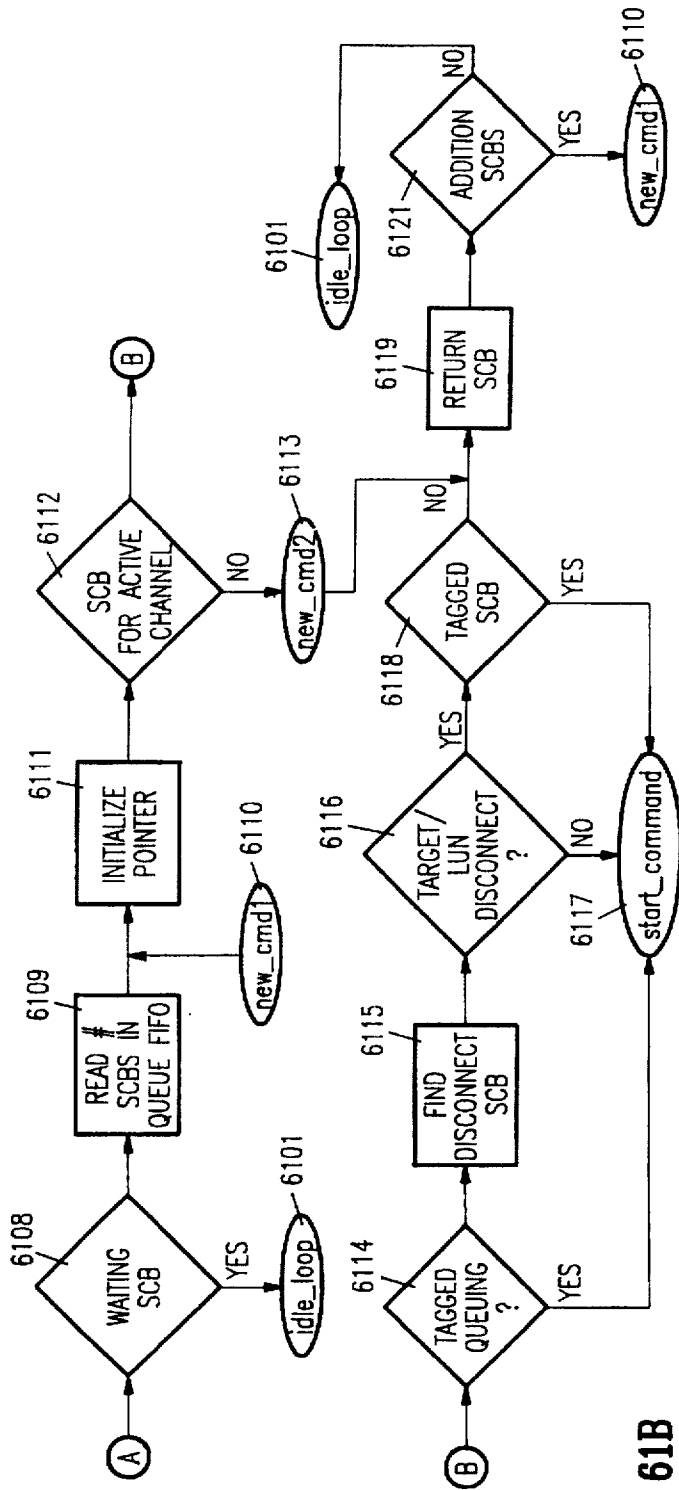 A
6108
WAITING
SCB
YES
6101
idle_loop
6109
READ #
SCBS IN
QUEUE FIFO
6110
new_cmd1
6111
INITIALIZE
POINTER
6112
SCB
FOR ACTIVE
CHANNEL
B
NO
6113
new_cmd2
B
6114
TAGGED
QUEUING
?
YES
6115
FIND
DISCONNECT
SCB
6116
TARGET/
LUN
DISCONNECT
?
YES
NO
6117
start_command
6118
TAGGED
SCB
NO
YES
6119
RETURN
SCB
6121
ADDITION
SCBS
NO
6101
idle_loop
YES
6110
new_cmd1
61B